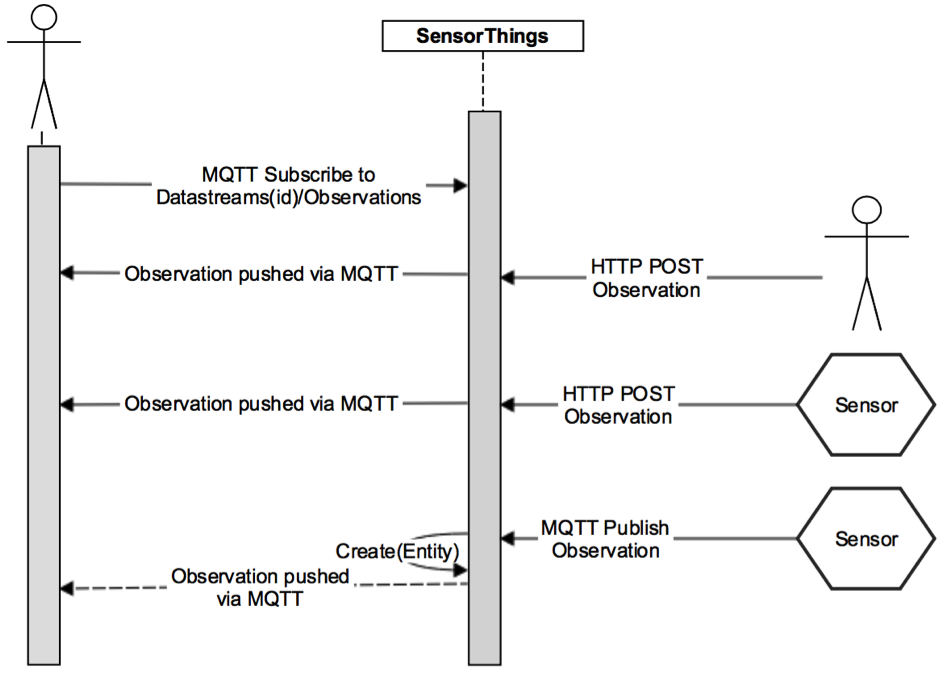 SensorThings
MQTT Subscribe to
Datastreams(id)/Observations
Observation pushed via MQTT
HTTP POST
Observation
Observation pushed via MQTT
HTTP POST
Observation
Sensor
MQTT Publish
Observation
Sensor
Create(Entity)
Observation pushed
via MQTT